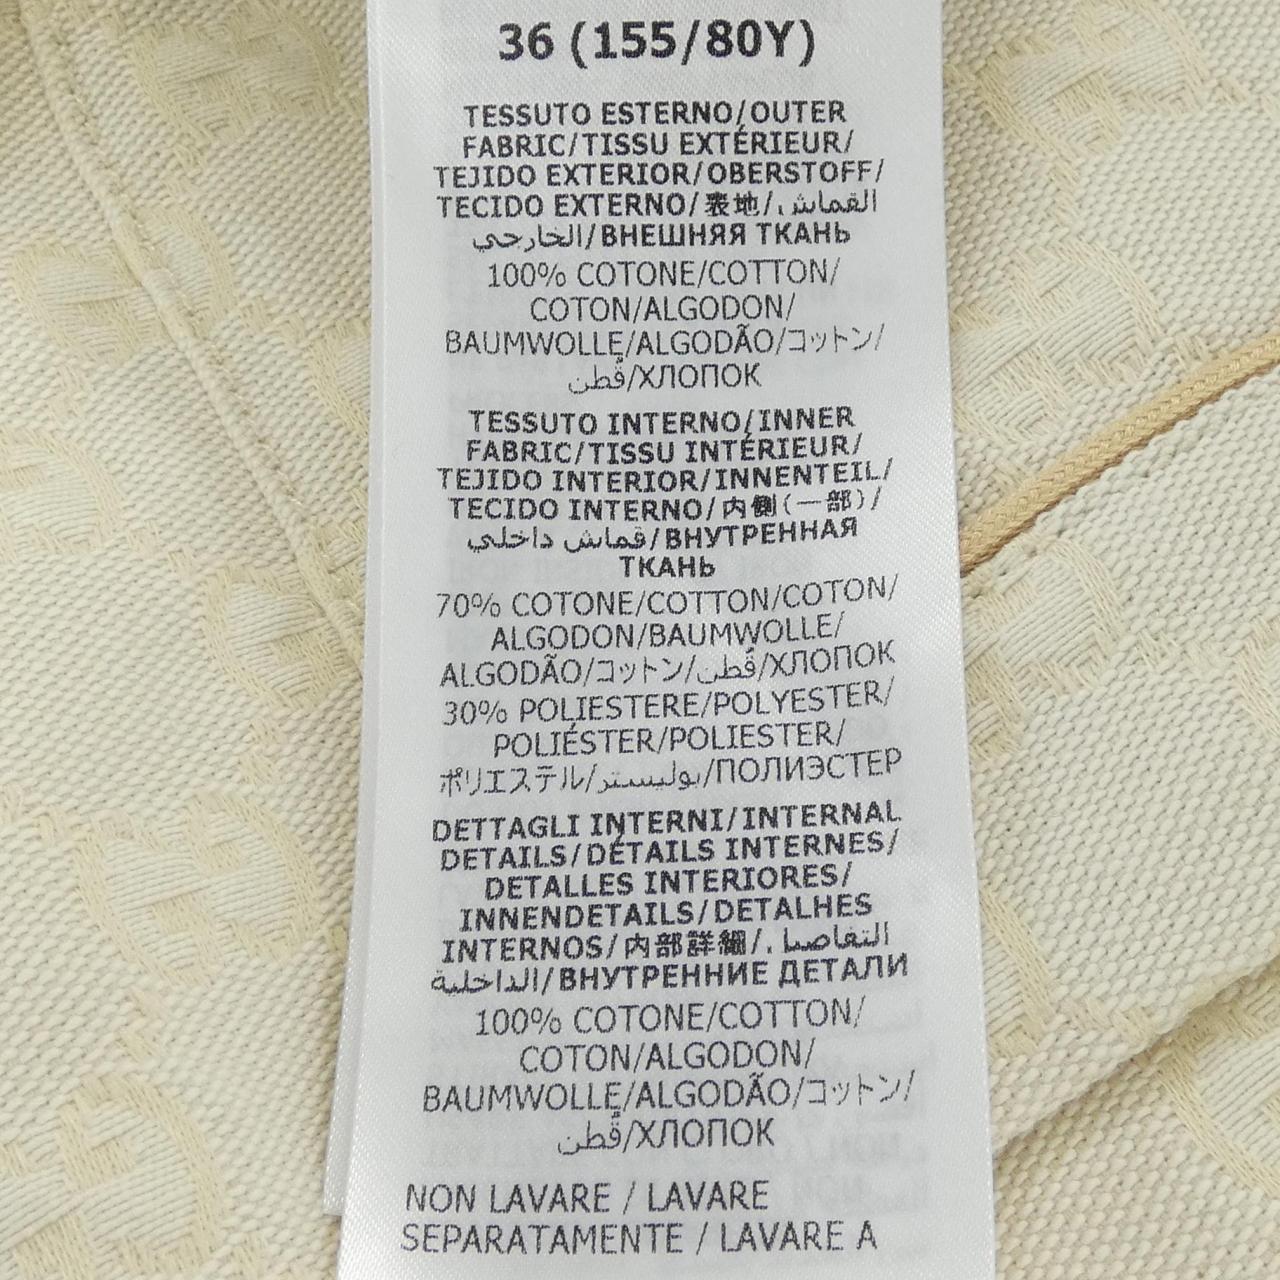 36 (155/80Y)
TESSUTO ESTERNO/OUTER
FABRIC/TISSU EXTÉRIEUR/
TEJIDO EXTERIOR/OBERSTOFF/
TECIDO EXTERNO/表地/القماش
الخارجي/ВНЕШНЯЯ ТКАНЬ
100% COTONE/COTTON/
COTON/ALGODON/
BAUMWOLLE/ALGODÃO/コットン/
قُطن/ХЛОПОК
TESSUTO INTERNO/INNER
FABRIC/TISSU INTÉRIEUR/
TEJIDO INTERIOR/INNENTEIL/
TECIDO INTERNO/内側(一部)/
قماش داخلي/ВНУТРЕННАЯ
ТКАНЬ
70% COTONE/COTTON/COTON/
ALGODON/BAUMWOLLE/
ALGODÃO/コットン/قُطن/ХЛОПОК
30% POLIESTERE/POLYESTER/
POLIÉSTER/POLIESTER/
ポリエステル/بوليستر/ПОЛИЭСТЕР
DETTAGLI INTERNI/INTERNAL
DETAILS/DÉTAILS INTERNES/
DETALLES INTERIORES/
INNENDETAILS/DETALHES
INTERNOS/内部詳細/.التفاصيل
الداخلية/ВНУТРЕННИЕ ДЕТАЛИ
100% COTONE/COTTON/
COTON/ALGODON/
BAUMWOLLE/ALGODÃO/コットン/
قُطن/ХЛОПОК
NON LAVARE / LAVARE
SEPARATAMENTE / LAVARE A